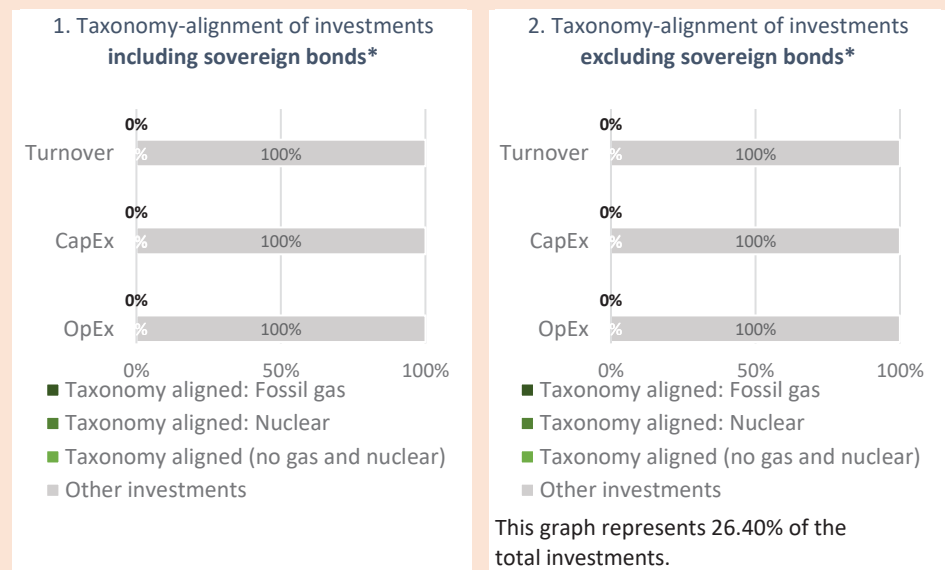 1. Taxonomy-alignment of investments
including sovereign bonds*
0%
Turnover
%
100%
0%
CapEx
%
100%
0%
OpEx
%
100%
0%
50%
100%
Taxonomy aligned: Fossil gas
Taxonomy aligned: Nuclear
Taxonomy aligned (no gas and nuclear)
Other investments
2. Taxonomy-alignment of investments
excluding sovereign bonds*
0%
Turnover
%
100%
0%
CapEx
%
100%
0%
OpEx
%
100%
0%
50%
100%
Taxonomy aligned: Fossil gas
Taxonomy aligned: Nuclear
Taxonomy aligned (no gas and nuclear)
Other investments
This graph represents 26.40% of the
total investments.